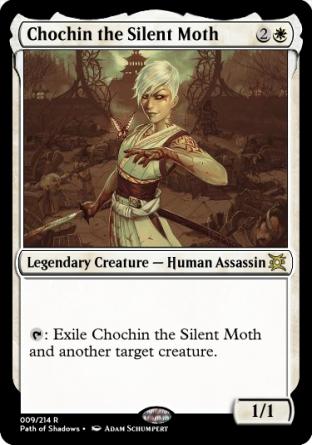 Chochin the Silent Moth 2
Legendary Creature — Human Assassin
: Exile Chochin the Silent Moth
and another target creature.
1/1
009/214 R
Path of Shadows • Adam Schumpert